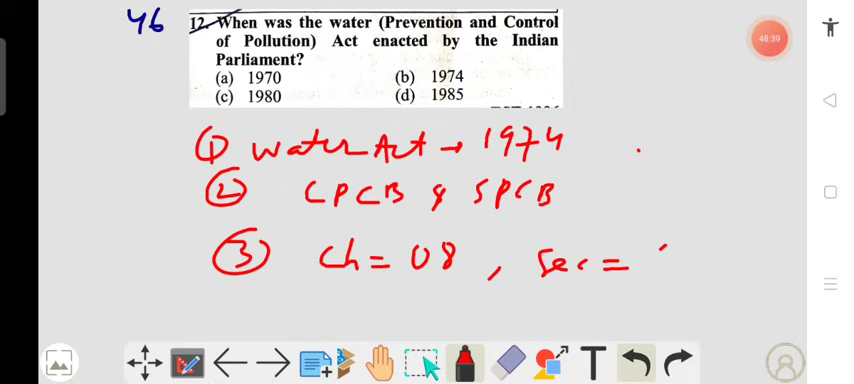 46
12. When was the water (Prevention and Control
of Pollution) Act enacted by the Indian
Parliament?
(a) 1970 (b) 1974
(c) 1980 (d) 1985
① Water Act → 1974
② CPCB & SPCB
③ Ch = 08, Sec =
48:39
T